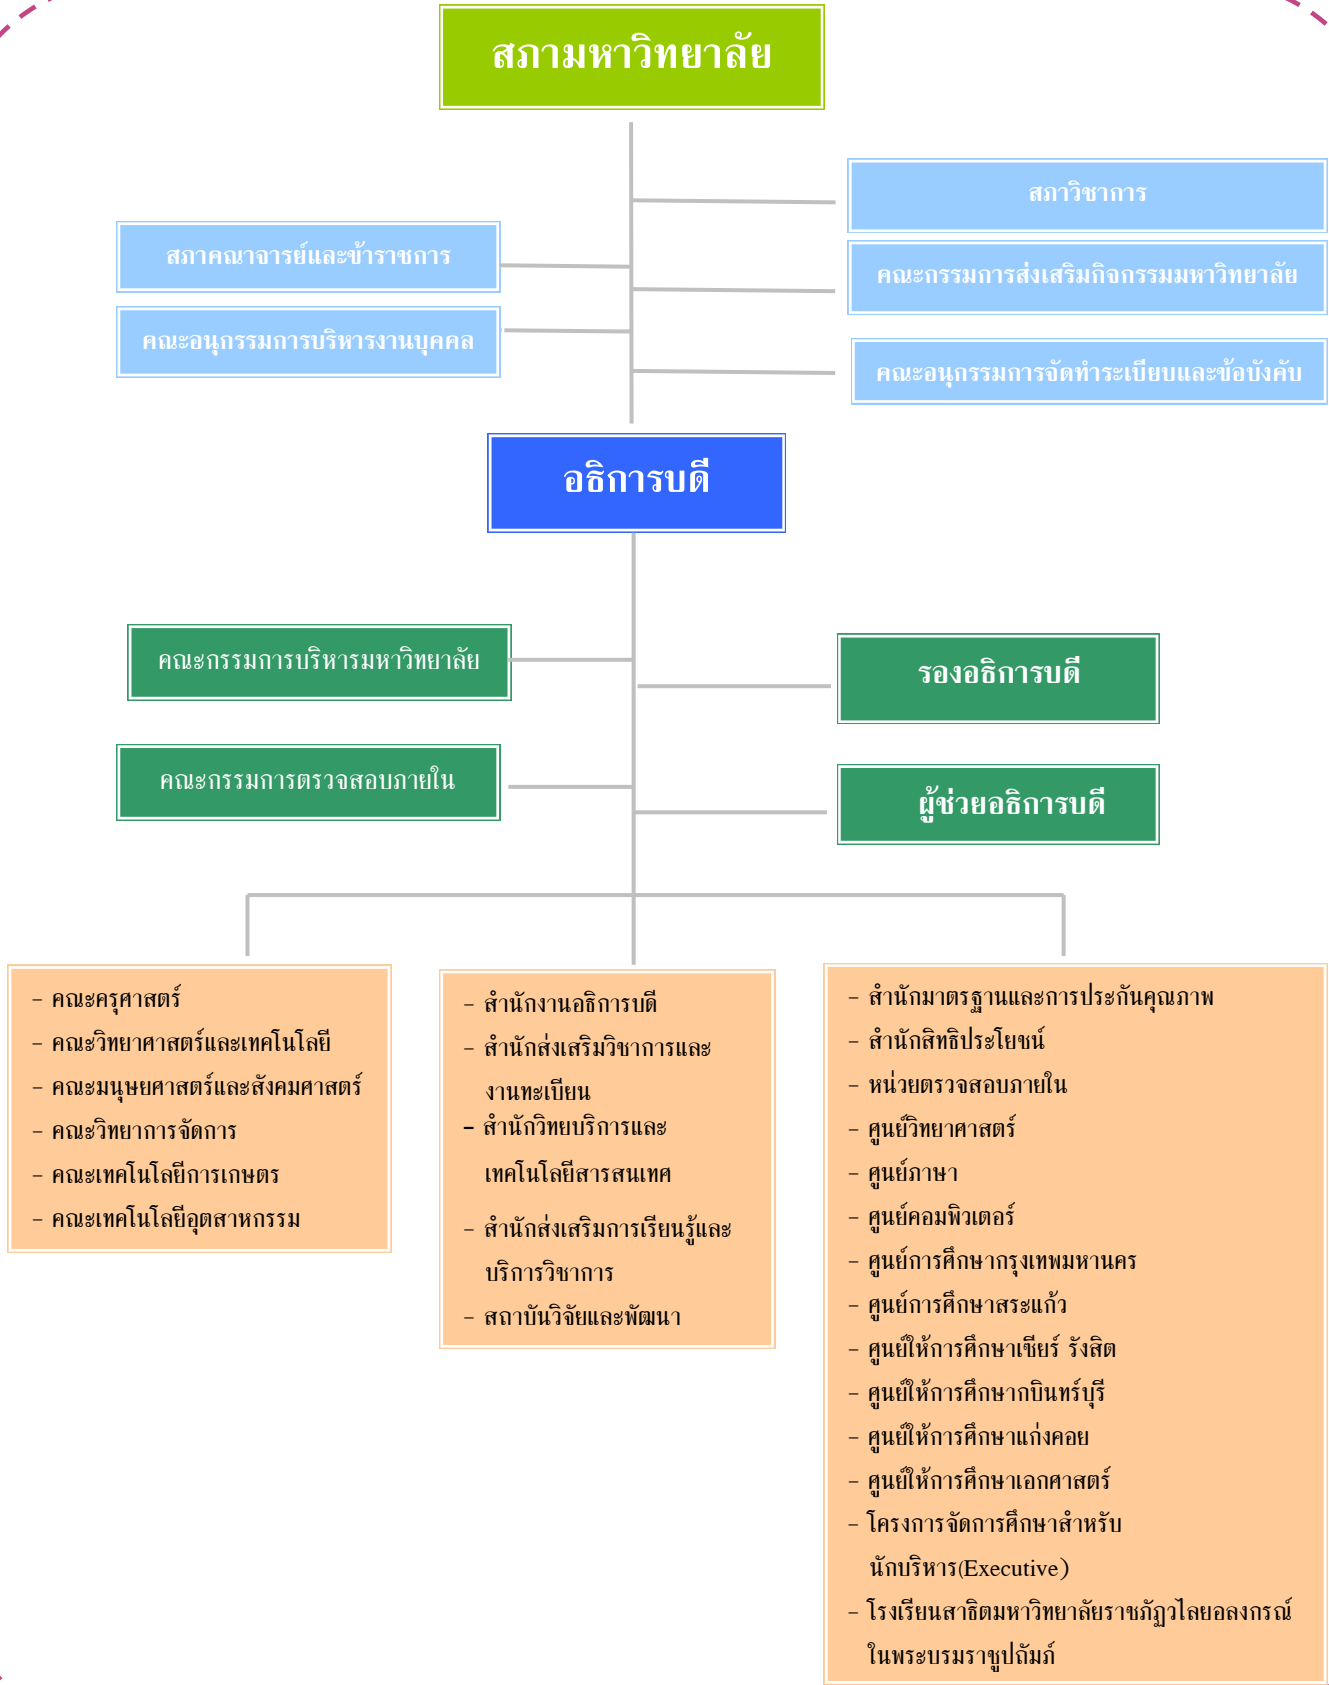 สภามหาวิทยาลัย
สภาวิชาการ
สภาคณาจารย์และข้าราชการ
คณะกรรมการส่งเสริมกิจกรรมมหาวิทยาลัย
คณะอนุกรรมการบริหารงานบุคคล
คณะอนุกรรมการจัดทำระเบียบและข้อบังคับ
อธิการบดี
คณะกรรมการบริหารมหาวิทยาลัย
รองอธิการบดี
คณะกรรมการตรวจสอบภายใน
ผู้ช่วยอธิการบดี
- คณะครุศาสตร์
- คณะวิทยาศาสตร์และเทคโนโลยี
- คณะมนุษยศาสตร์และสังคมศาสตร์
- คณะวิทยาการจัดการ
- คณะเทคโนโลยีการเกษตร
- คณะเทคโนโลยีอุตสาหกรรม
- สำนักงานอธิการบดี
- สำนักส่งเสริมวิชาการและ
งานทะเบียน
- สำนักวิทยบริการและ
เทคโนโลยีสารสนเทศ
- สำนักส่งเสริมการเรียนรู้และ
บริการวิชาการ
- สถาบันวิจัยและพัฒนา
- สำนักมาตรฐานและการประกันคุณภาพ
- สำนักสิทธิประโยชน์
- หน่วยตรวจสอบภายใน
- ศูนย์วิทยาศาสตร์
- ศูนย์ภาษา
- ศูนย์คอมพิวเตอร์
- ศูนย์การศึกษากรุงเทพมหานคร
- ศูนย์การศึกษาสระแก้ว
- ศูนย์ให้การศึกษาเซียร์ รังสิต
- ศูนย์ให้การศึกษากบินทร์บุรี
- ศูนย์ให้การศึกษาแก่งคอย
- ศูนย์ให้การศึกษาเอกศาสตร์
- โครงการจัดการศึกษาสำหรับ
นักบริหาร(Executive)
- โรงเรียนสาธิตมหาวิทยาลัยราชภัฏวไลยอลงกรณ์
ในพระบรมราชูปถัมภ์